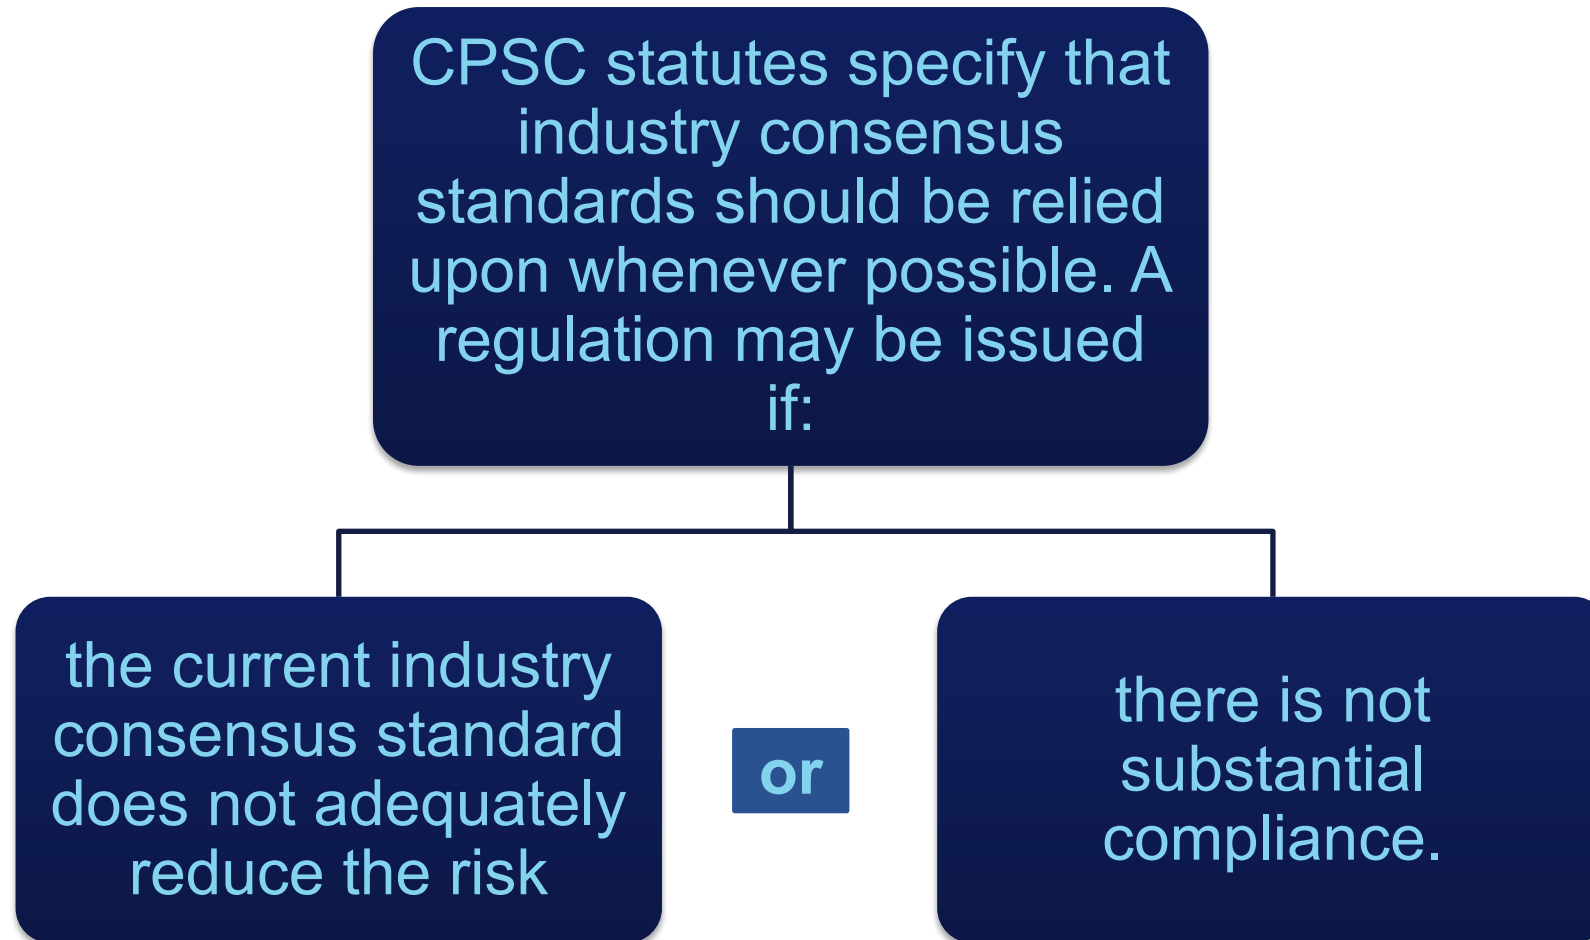 CPSC statutes specify that
industry consensus
standards should be relied
upon whenever possible. A
regulation may be issued
if:
the current industry
consensus standard
does not adequately
reduce the risk
or
there is not
substantial
compliance.